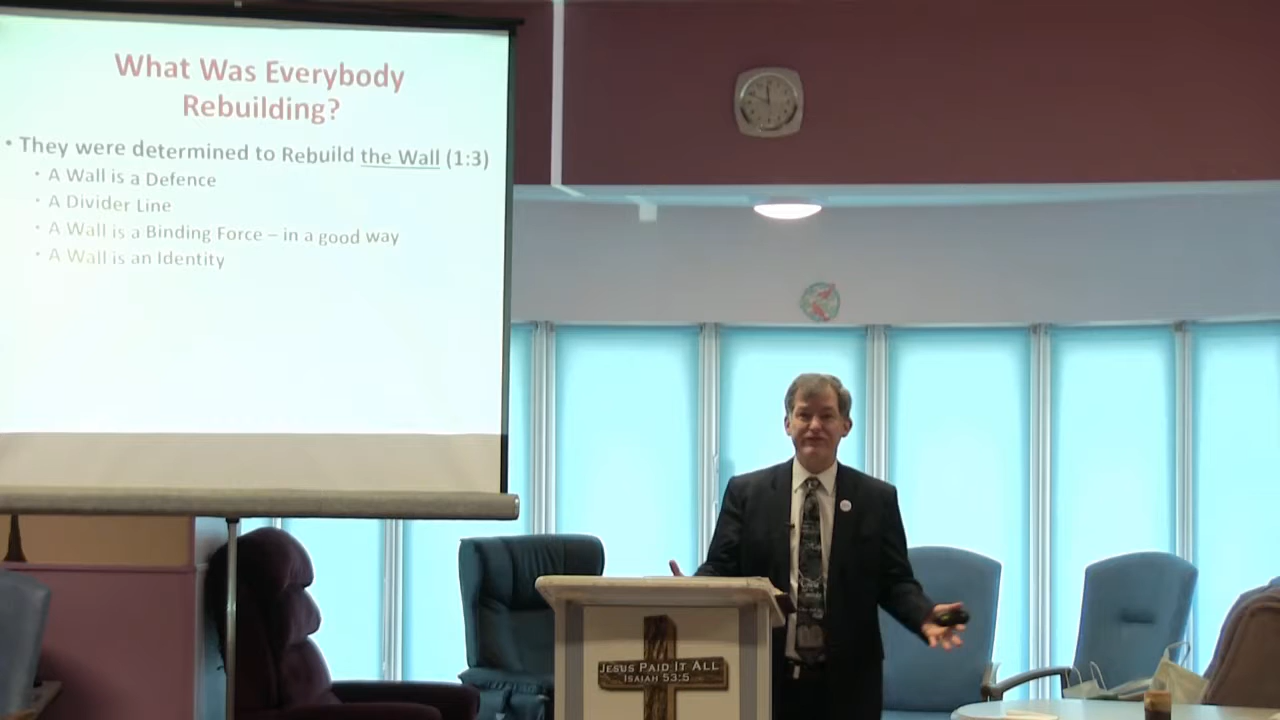 What Was Everybody
Rebuilding?
• They were determined to Rebuild the Wall (1:3)
• A Wall is a Defence
• A Divider Line
• A Wall is a Binding Force – in a good way
• A Wall is an Identity
JESUS PAID IT ALL
ISAIAH 53:5